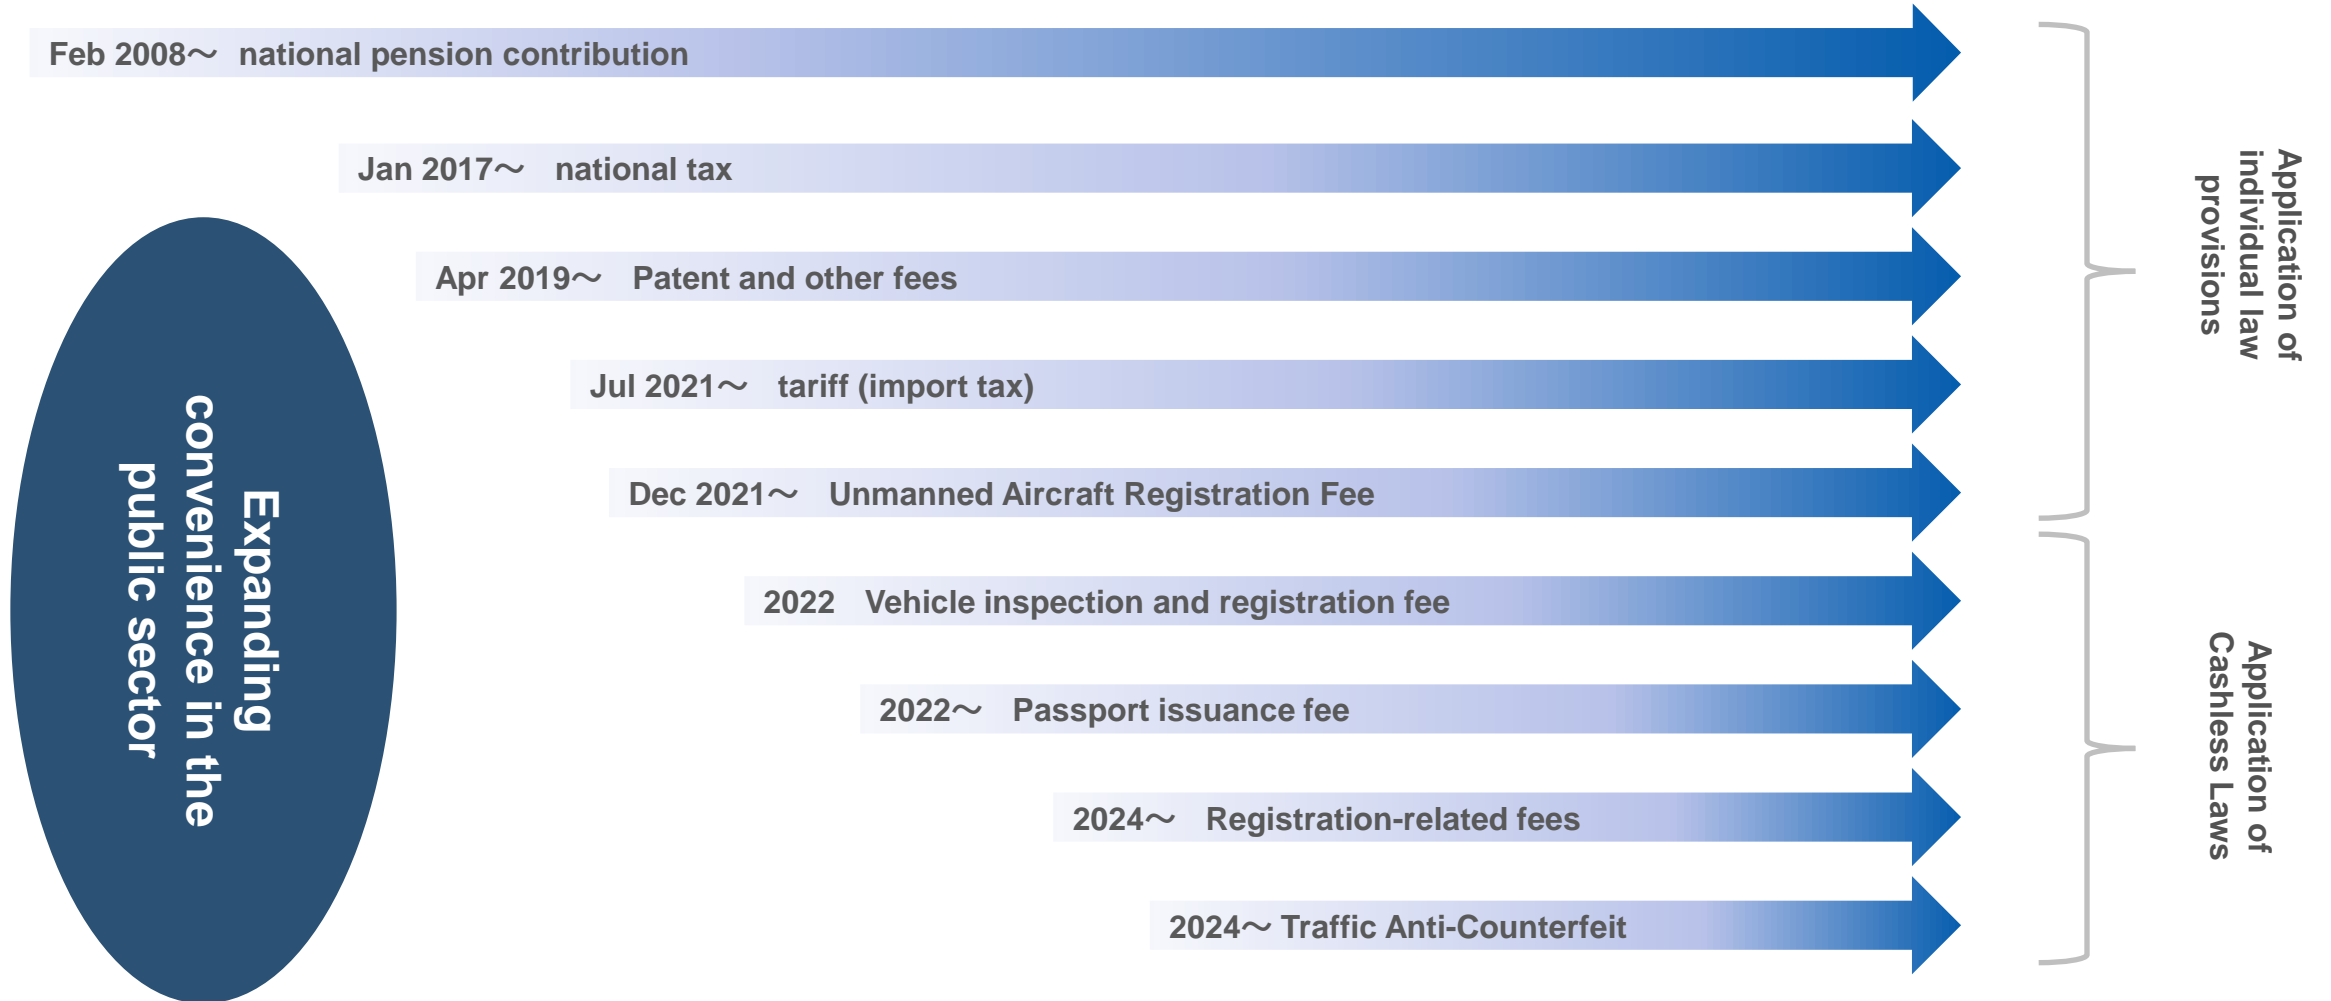 Feb 2008～ national pension contribution
Jan 2017～ national tax
Apr 2019～ Patent and other fees
Jul 2021～ tariff (import tax)
Dec 2021～ Unmanned Aircraft Registration Fee
2022 Vehicle inspection and registration fee
2022～ Passport issuance fee
2024～ Registration-related fees
2024～ Traffic Anti-Counterfeit
Expanding
convenience in the
public sector
Application of
individual law
provisions
Application of
Cashless Laws